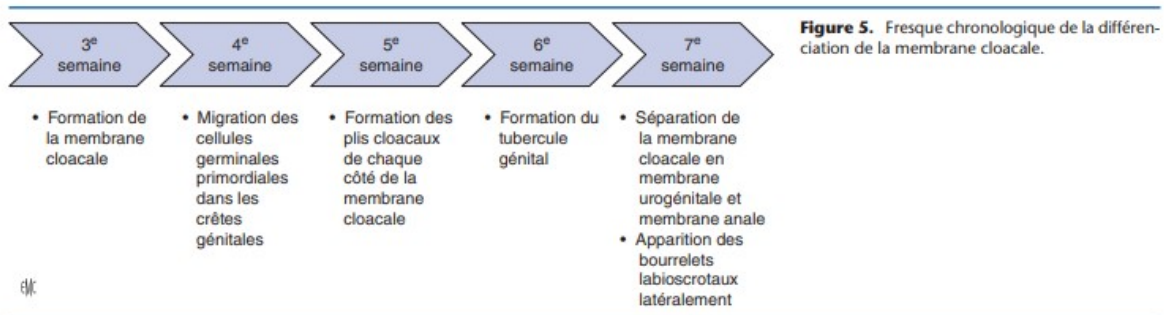 3e
semaine
4e
semaine
5e
semaine
6e
semaine
7e
semaine
Figure 5. Fresque chronologique de la différen-
ciation de la membrane cloacale.
• Formation de
la membrane
cloacale
• Migration des
cellules
germinales
primordiales
dans les
crêtes
génitales
• Formation des
plis cloacaux
de chaque
côté de la
membrane
cloacale
• Formation du
tubercule
génital
• Séparation de
la membrane
cloacale en
membrane
urogénitale et
membrane anale
• Apparition des
bourrelets
labioscrotaux
latéralement
EMC